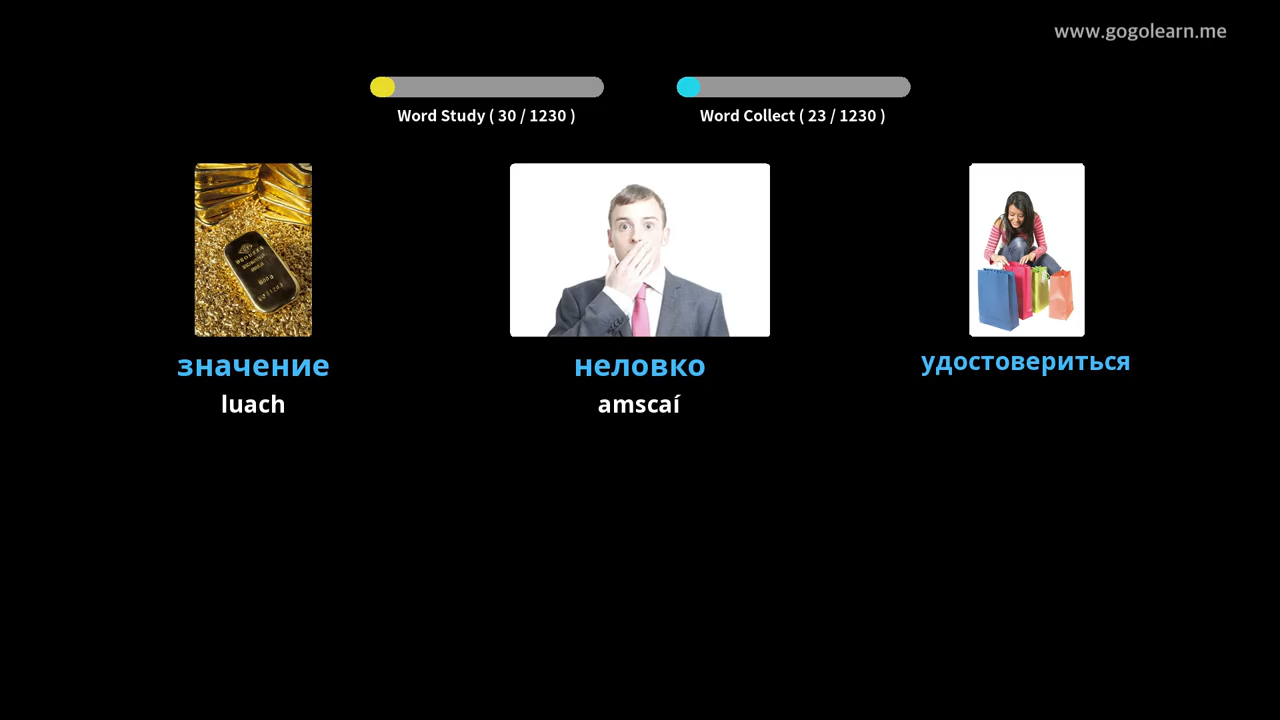 www.gogolearn.me
Word Study ( 30 / 1230 )
Word Collect ( 23 / 1230 )
значение
luach
неловко
amscaí
удостовериться